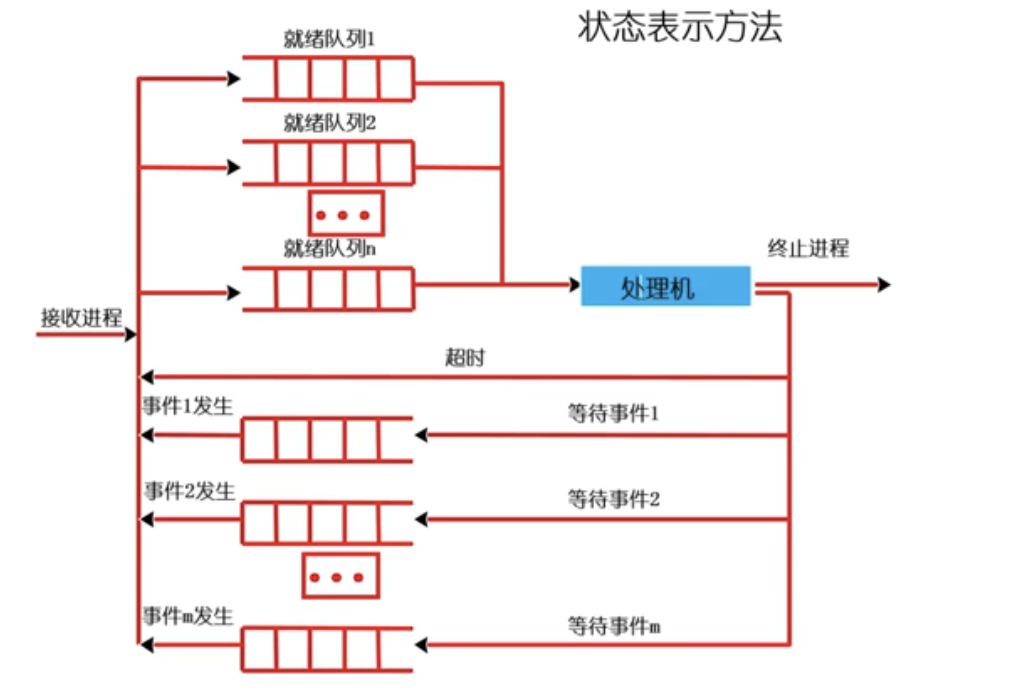 状态表示方法
就绪队列1
就绪队列2
就绪队列n
处理机
终止进程
接收进程
超时
事件1发生
等待事件1
事件2发生
等待事件2
事件m发生
等待事件m